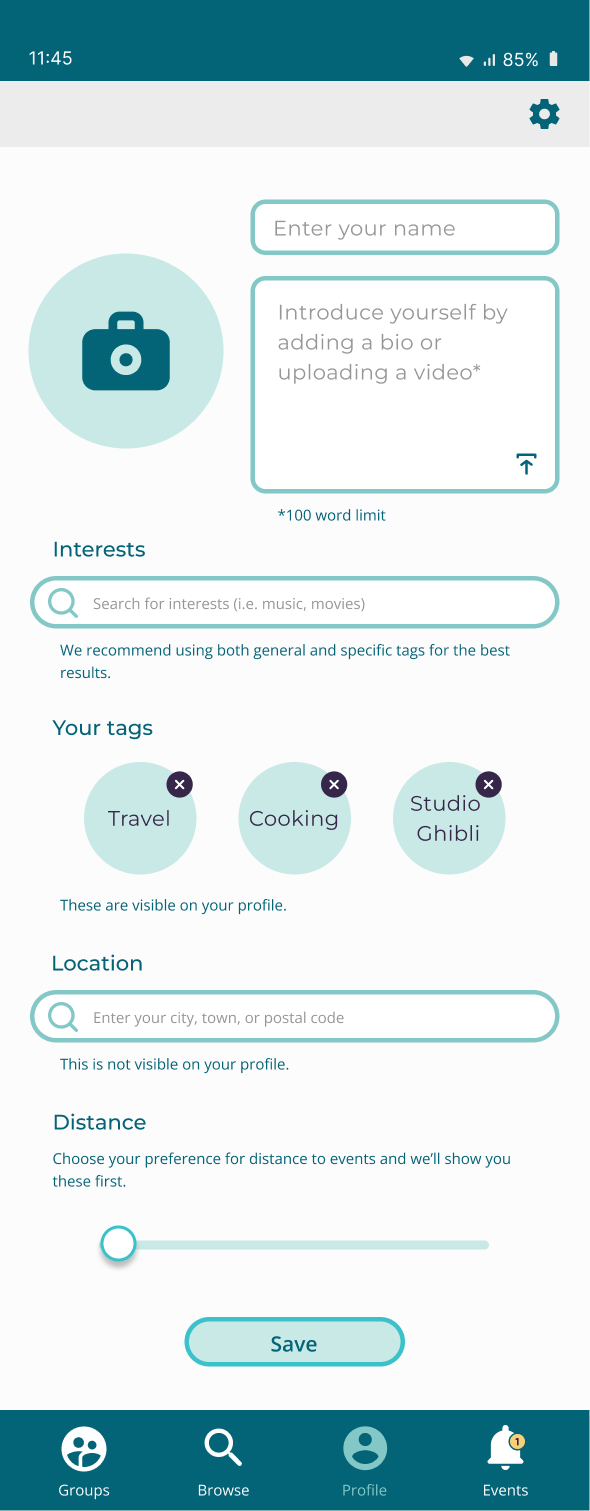 11:45
85%
Enter your name
Introduce yourself by
adding a bio or
uploading a video*
*100 word limit
Interests
Search for interests (i.e. music, movies)
We recommend using both general and specific tags for the best
results.
Your tags
Travel
Cooking
Studio
Ghibli
These are visible on your profile.
Location
Enter your city, town, or postal code
This is not visible on your profile.
Distance
Choose your preference for distance to events and we’ll show you
these first.
Save
1
Groups
Browse
Profile
Events